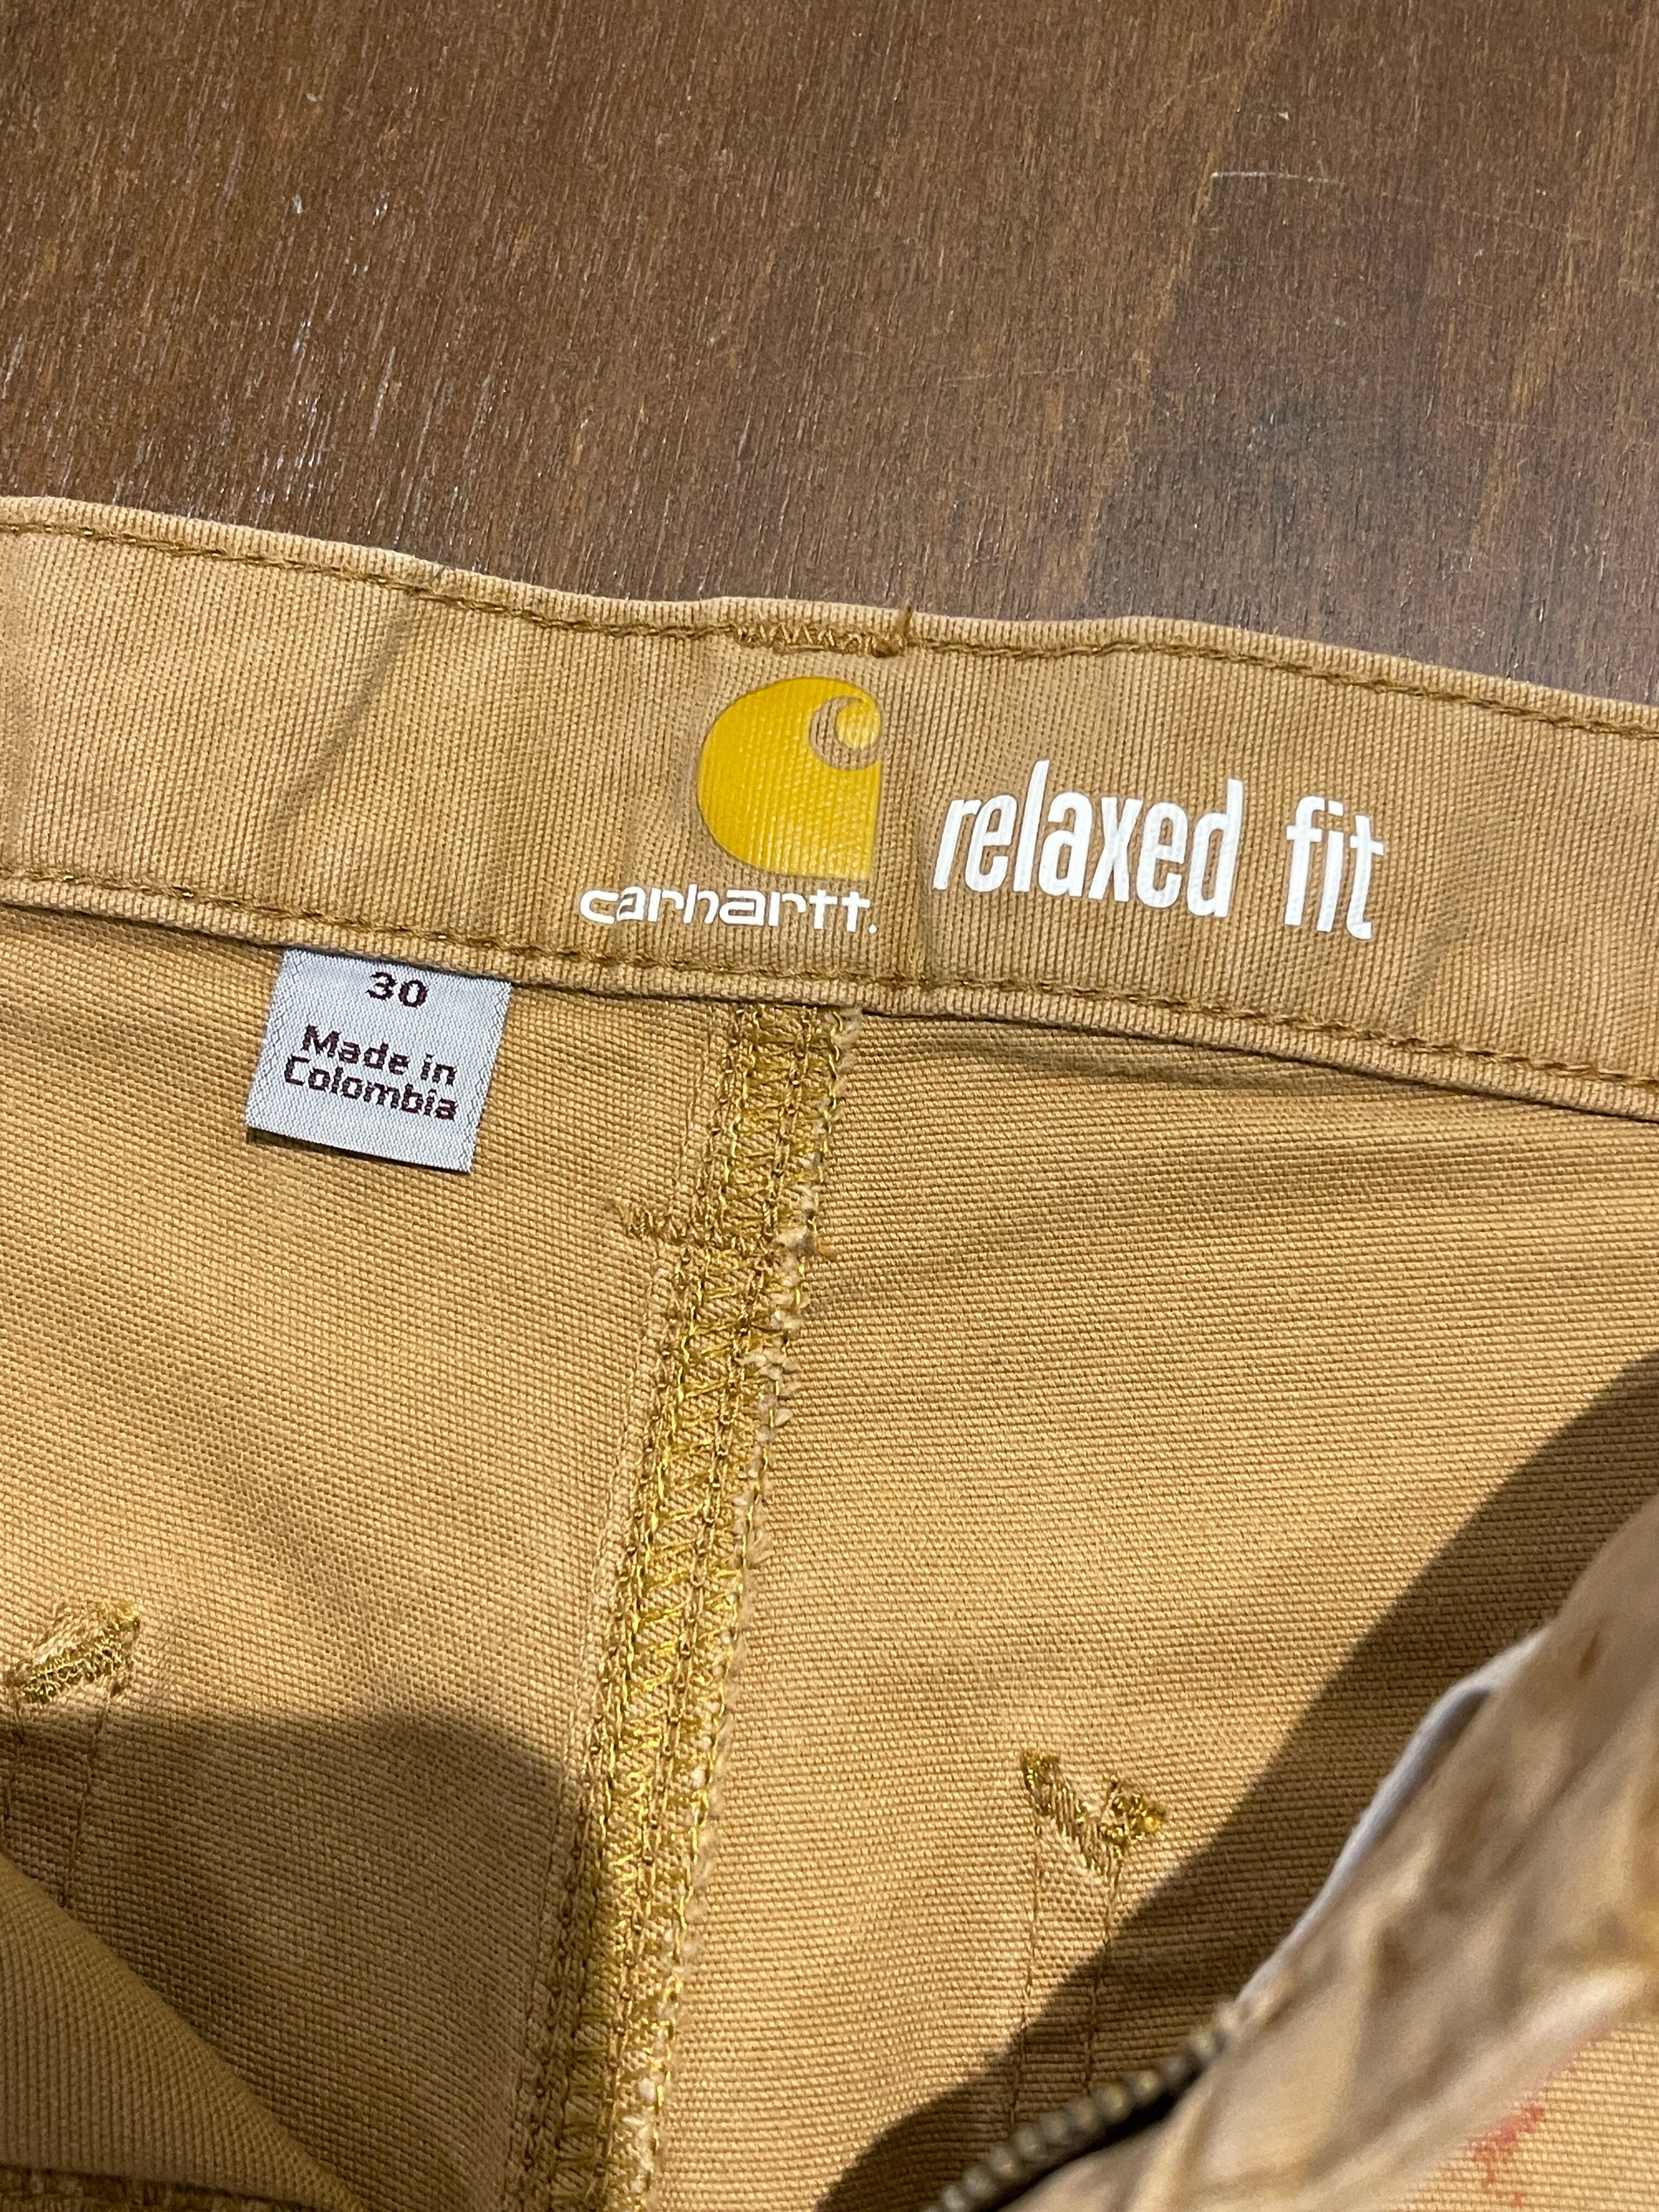 carhartt.
relaxed fit
30
Made in
Colombia